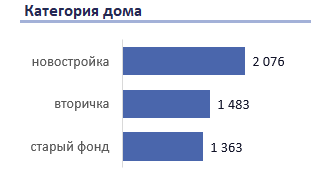 Категория дома
новостройка 2 076
вторичка 1 483
старый фонд 1 363